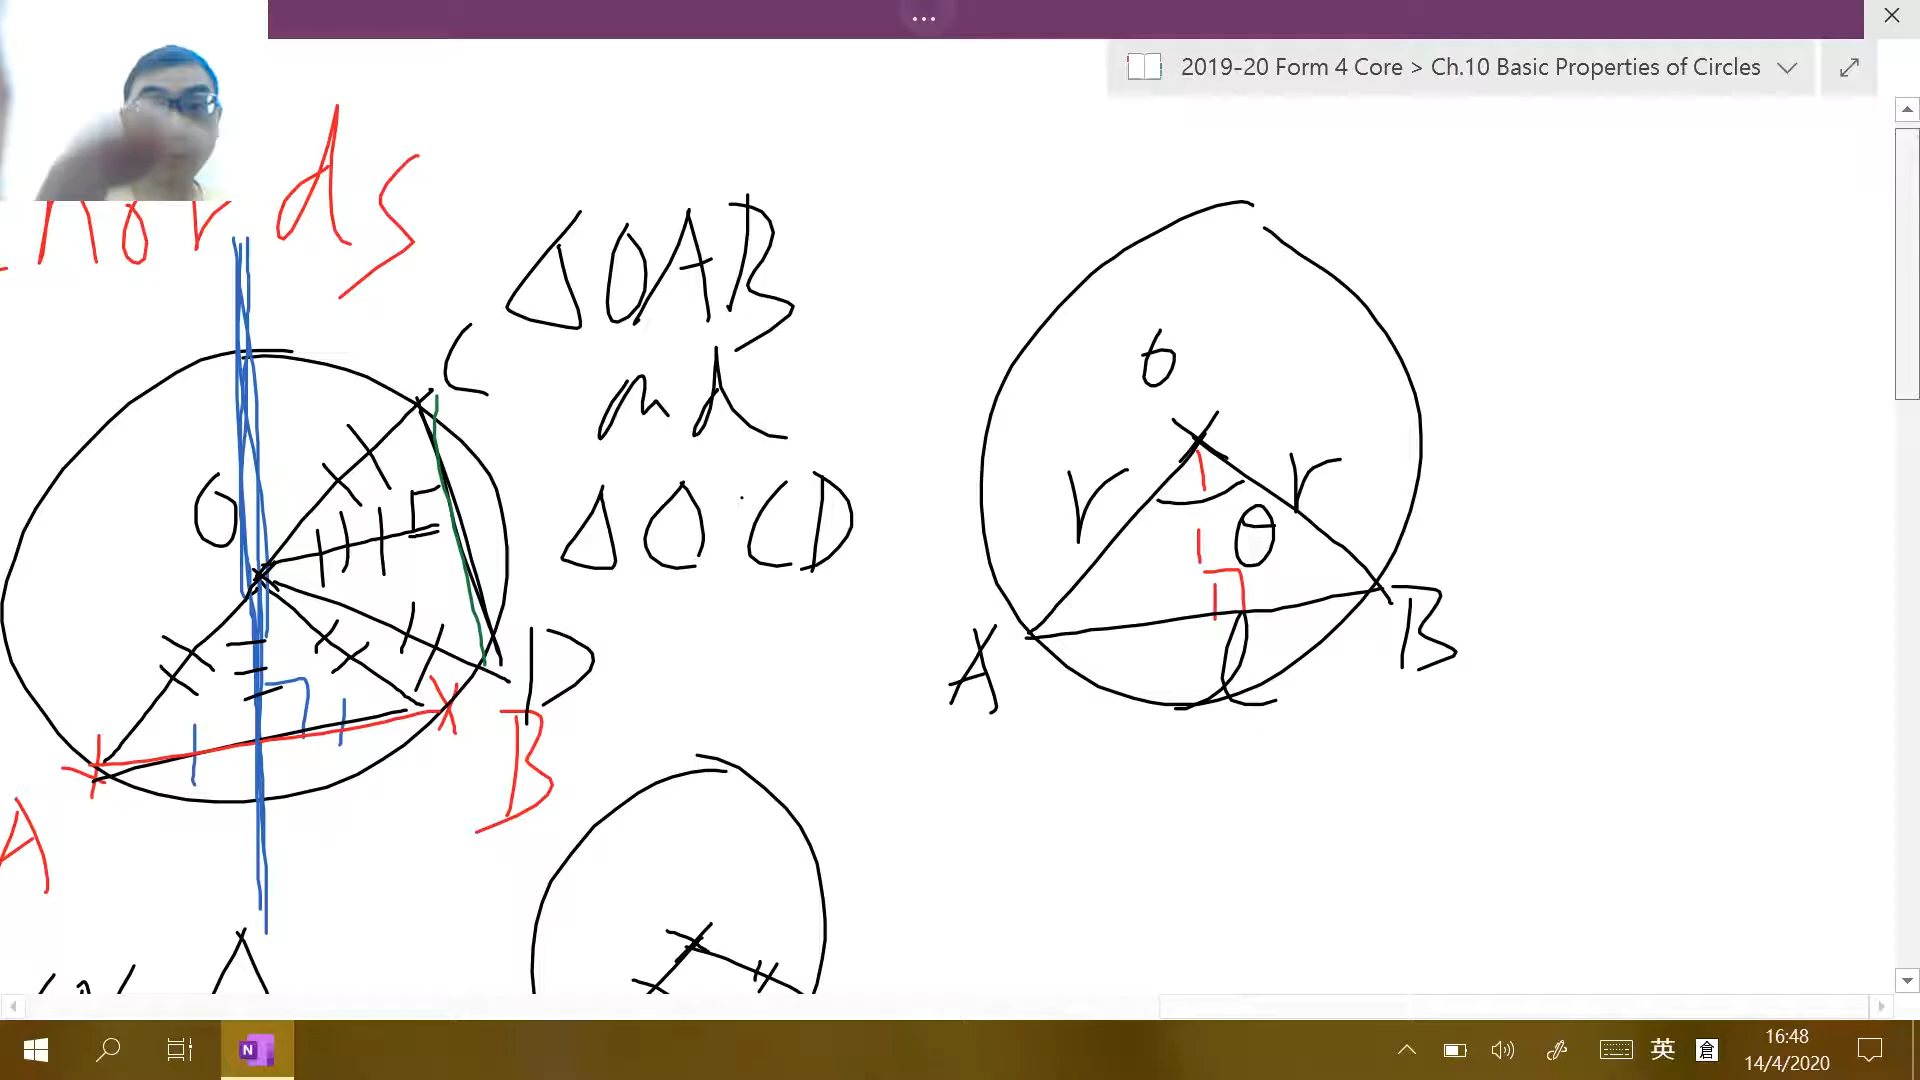 ...
2019-20 Form 4 Core > Ch.10 Basic Properties of Circles
hords
ΔOAB
and
ΔOCD
C
O
E
D
B
A
O
r
r
θ
A
B
l
N
英
倉
16:48
14/4/2020